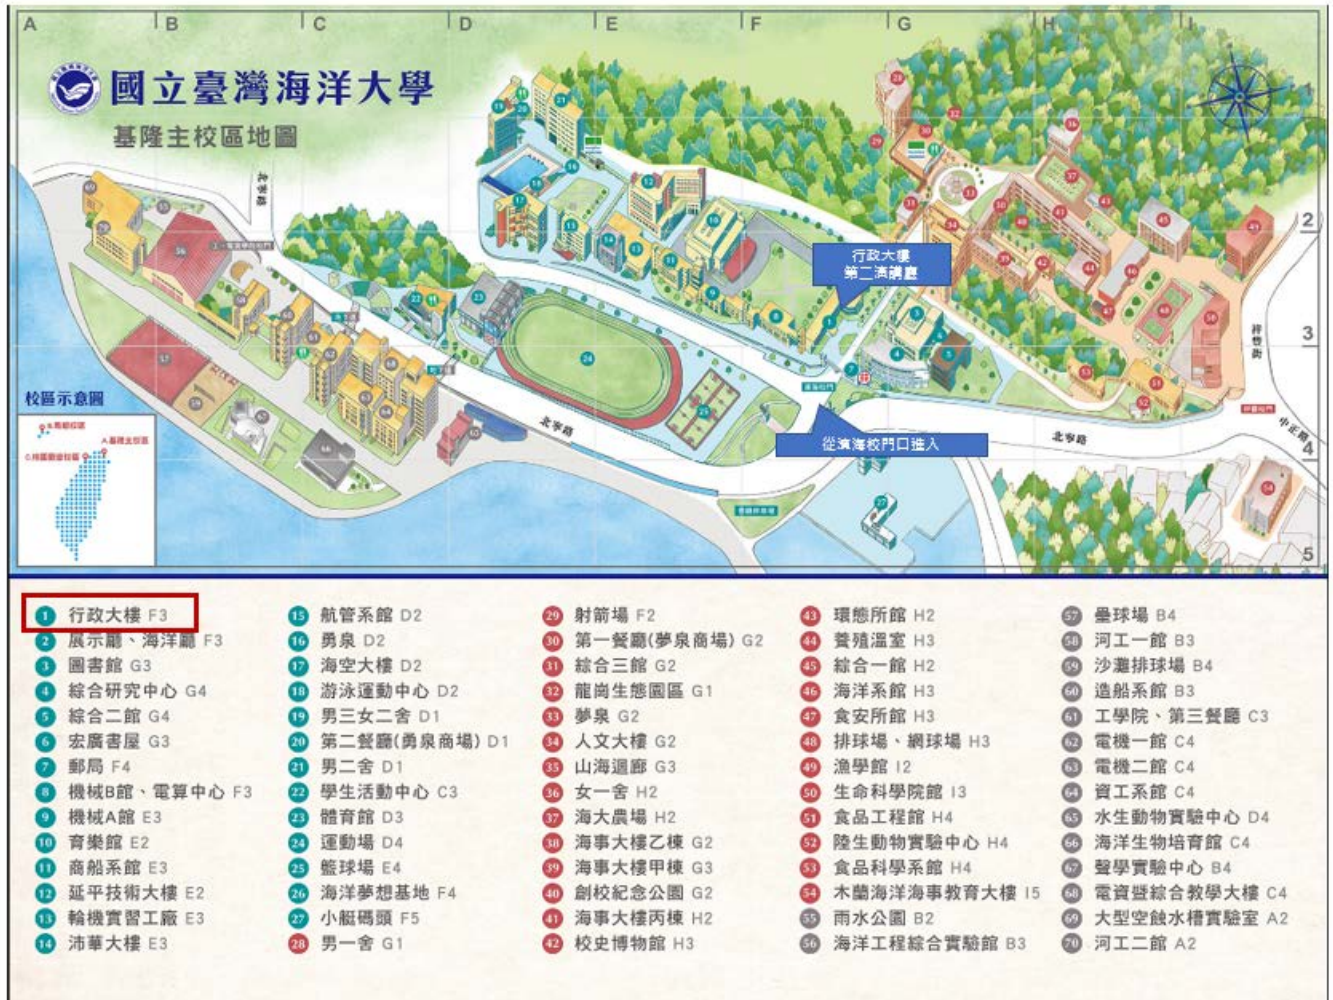 A B C D E F G H I
國立臺灣海洋大學
基隆主校區地圖
北寧路
行政大樓
第二演講廳
從濱海校門口進入
北寧路
北寧路
祥豐街
中正路
校區示意圖
A.基隆主校區
1
2
3
4
5
1 行政大樓 F3
2 展示廳、海洋廳 F3
3 圖書館 G3
4 綜合研究中心 G4
5 綜合二館 G4
6 宏廣書屋 G3
7 郵局 F4
8 機械B館、電算中心 F3
9 機械A館 E3
10 育樂館 E2
11 商船系館 E3
12 延平技術大樓 E2
13 輪機實習工廠 E3
14 沛華大樓 E3
15 航管系館 D2
16 勇泉 D2
17 海空大樓 D2
18 游泳運動中心 D2
19 男三女二舍 D1
20 第二餐廳(勇泉商場) D1
21 男二舍 D1
22 學生活動中心 C3
23 體育館 D3
24 運動場 D4
25 籃球場 E4
26 海洋夢想基地 F4
27 小艇碼頭 F5
28 男一舍 G1
29 射箭場 F2
30 第一餐廳(夢泉商場) G2
31 綜合三館 G2
32 龍崗生態園區 G1
33 夢泉 G2
34 人文大樓 G2
35 山海迴廊 G3
36 女一舍 H2
37 海大農場 H2
38 海事大樓乙棟 G2
39 海事大樓甲棟 G3
40 創校紀念公園 G2
41 海事大樓丙棟 H2
42 校史博物館 H3
43 環態所館 H2
44 養殖溫室 H3
45 綜合一館 H2
46 海洋系館 H3
47 食安所館 H3
48 排球場、網球場 H3
49 漁學館 I2
50 生命科學院館 I3
51 食品工程館 H4
52 陸生動物實驗中心 H4
53 食品科學系館 H4
54 木蘭海洋海事教育大樓 I5
55 雨水公園 B2
56 海洋工程綜合實驗館 B3
57 壘球場 B4
58 河工一館 B3
59 沙灘排球場 B4
60 造船系館 B3
61 工學院、第三餐廳 C3
62 電機一館 C4
63 電機二館 C4
64 資工系館 C4
65 水生動物實驗中心 D4
66 海洋生物培育館 C4
67 聲學實驗中心 B4
68 電資暨綜合教學大樓 C4
69 大型空蝕水槽實驗室 A2
70 河工二館 A2